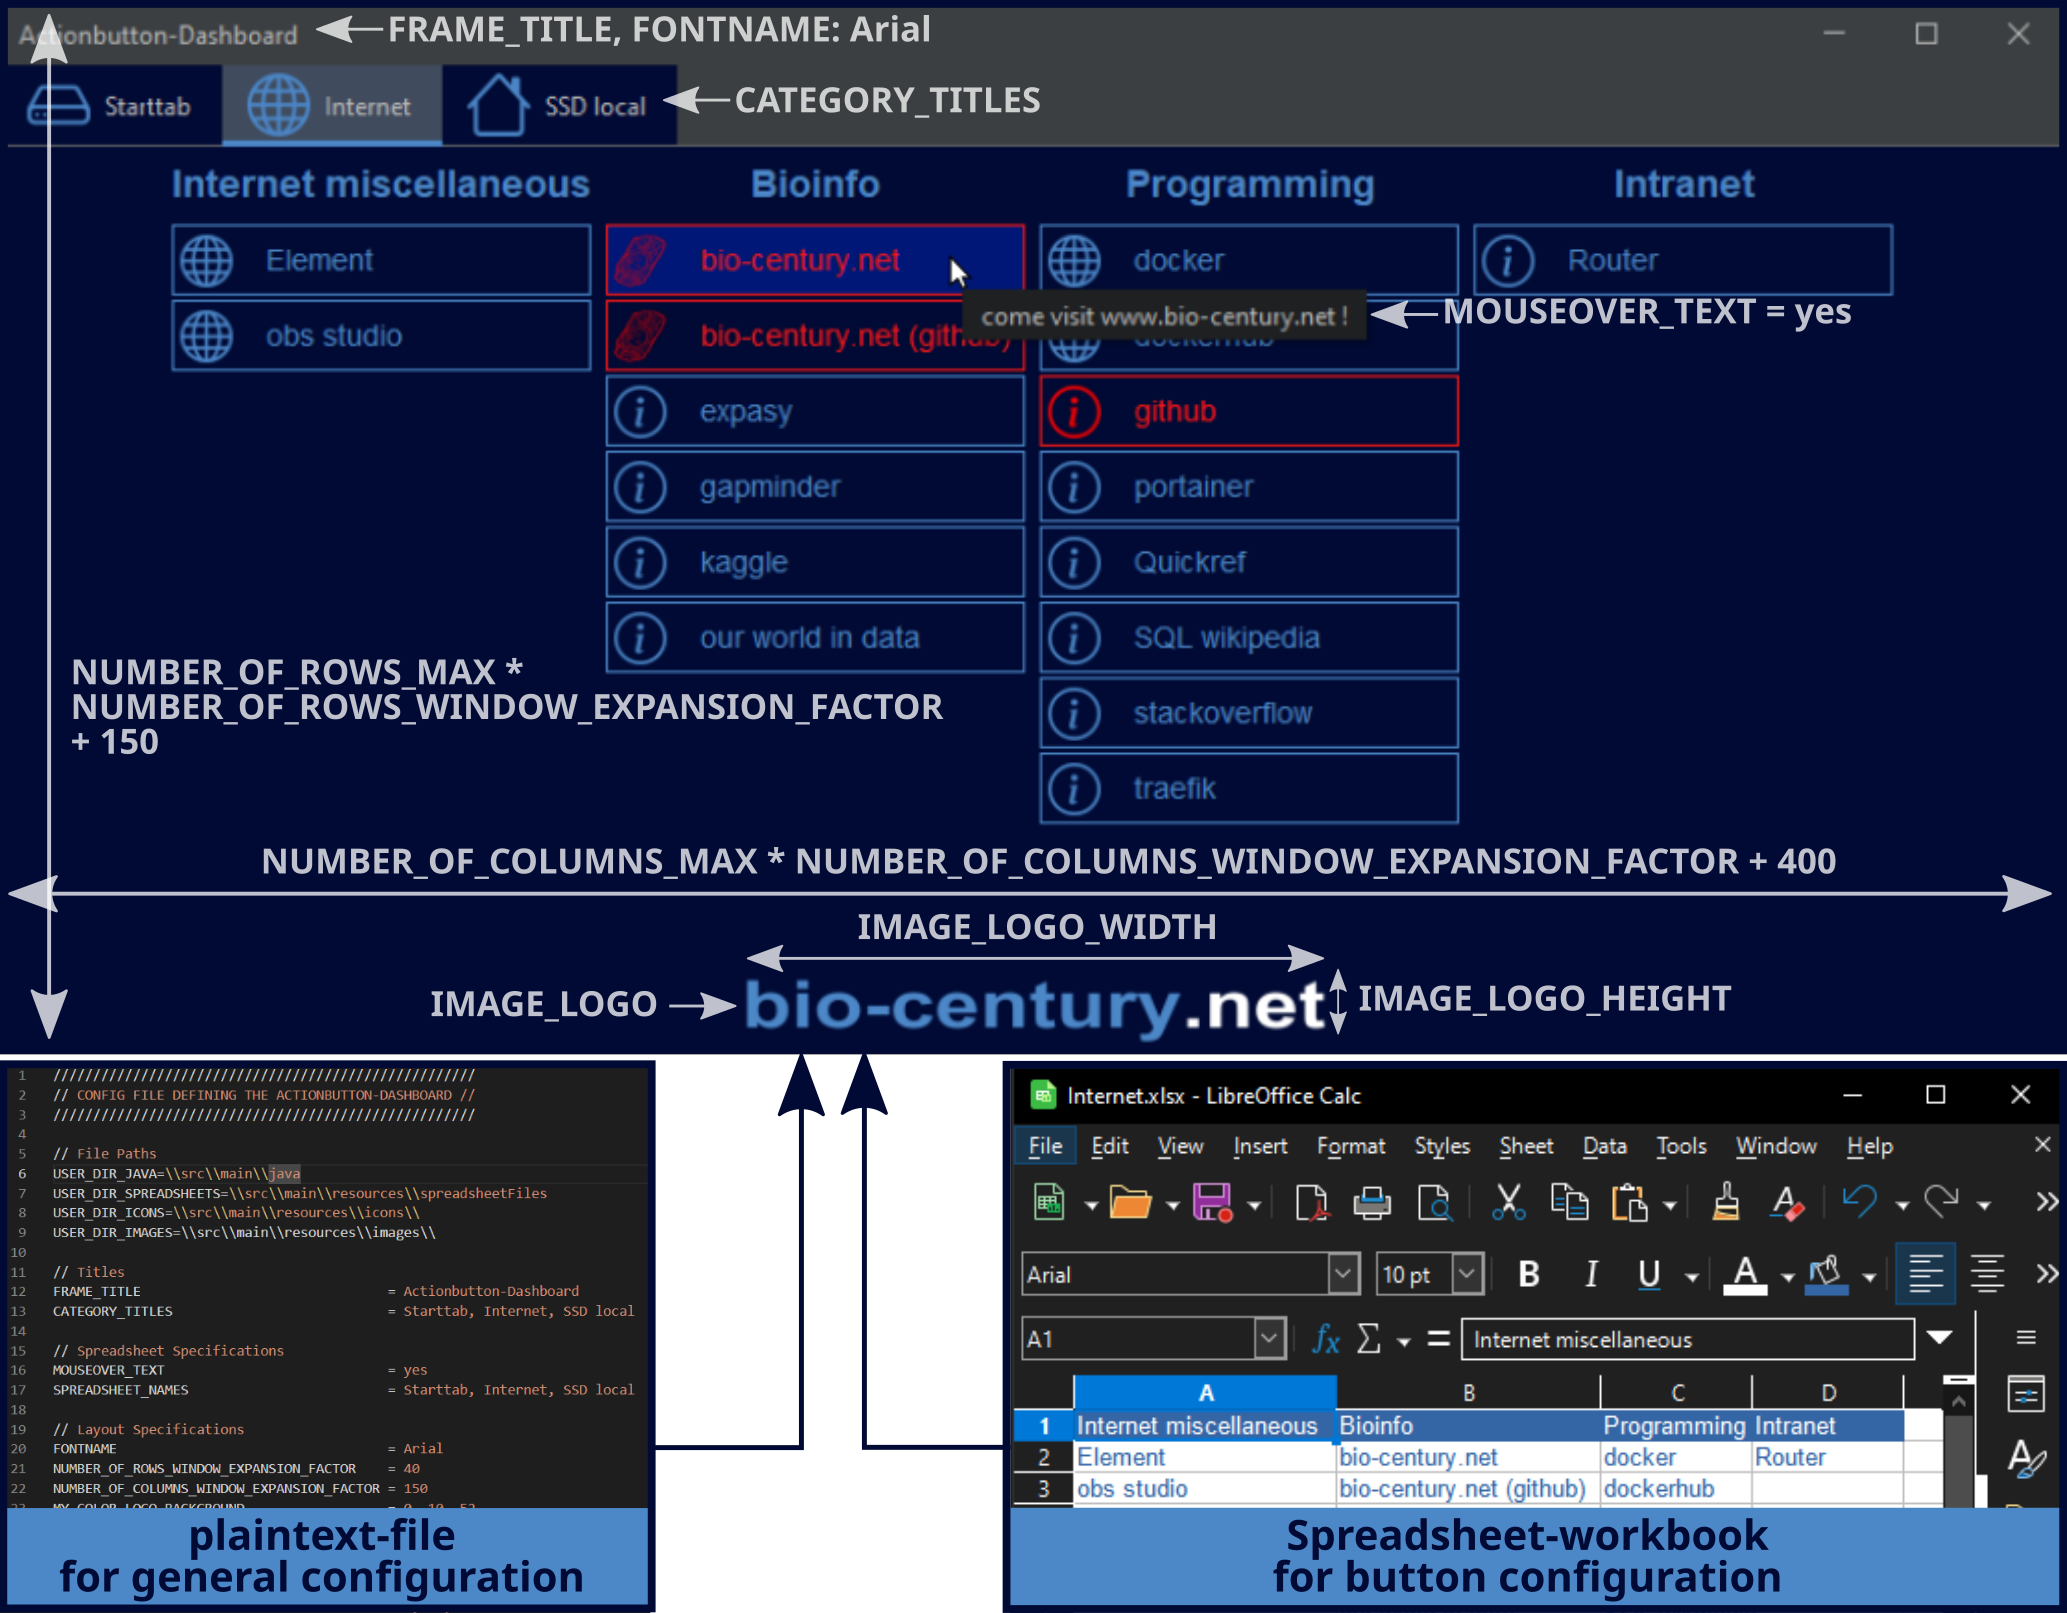 Actionbutton-Dashboard
FRAME_TITLE, FONTNAME: Arial
Starttab
Internet
SSD local
CATEGORY_TITLES
Internet miscellaneous
Bioinfo
Programming
Intranet
Element
bio-century.net
docker
Router
come visit www.bio-century.net !
MOUSEOVER_TEXT = yes
obs studio
bio-century.net (github)
dockerhub
expasy
github
gapminder
portainer
kaggle
Quickref
our world in data
SQL wikipedia
stackoverflow
traefik
NUMBER_OF_ROWS_MAX *
NUMBER_OF_ROWS_WINDOW_EXPANSION_FACTOR
+ 150
NUMBER_OF_COLUMNS_MAX * NUMBER_OF_COLUMNS_WINDOW_EXPANSION_FACTOR + 400
IMAGE_LOGO_WIDTH
IMAGE_LOGO
bio-century.net
IMAGE_LOGO_HEIGHT
1 /////////////////////////////////////////////////////
2 // CONFIG FILE DEFINING THE ACTIONBUTTON-DASHBOARD //
3 /////////////////////////////////////////////////////
4
5 // File Paths
6 USER_DIR_JAVA=\\src\\main\\java
7 USER_DIR_SPREADSHEETS=\\src\\main\\resources\\spreadsheetFiles
8 USER_DIR_ICONS=\\src\\main\\resources\\icons\\
9 USER_DIR_IMAGES=\\src\\main\\resources\\images\\
10
11 // Titles
12 FRAME_TITLE = Actionbutton-Dashboard
13 CATEGORY_TITLES = Starttab, Internet, SSD local
14
15 // Spreadsheet Specifications
16 MOUSEOVER_TEXT = yes
17 SPREADSHEET_NAMES = Starttab, Internet, SSD local
18
19 // Layout Specifications
20 FONTNAME = Arial
21 NUMBER_OF_ROWS_WINDOW_EXPANSION_FACTOR = 40
22 NUMBER_OF_COLUMNS_WINDOW_EXPANSION_FACTOR = 150
plaintext-file
for general configuration
Internet.xlsx - LibreOffice Calc
File Edit View Insert Format Styles Sheet Data Tools Window Help
Arial
10 pt
B I U A
A1
fx Σ = Internet miscellaneous
A B C D
1 Internet miscellaneous Bioinfo Programming Intranet
2 Element bio-century.net docker Router
3 obs studio bio-century.net (github) dockerhub
Spreadsheet-workbook
for button configuration